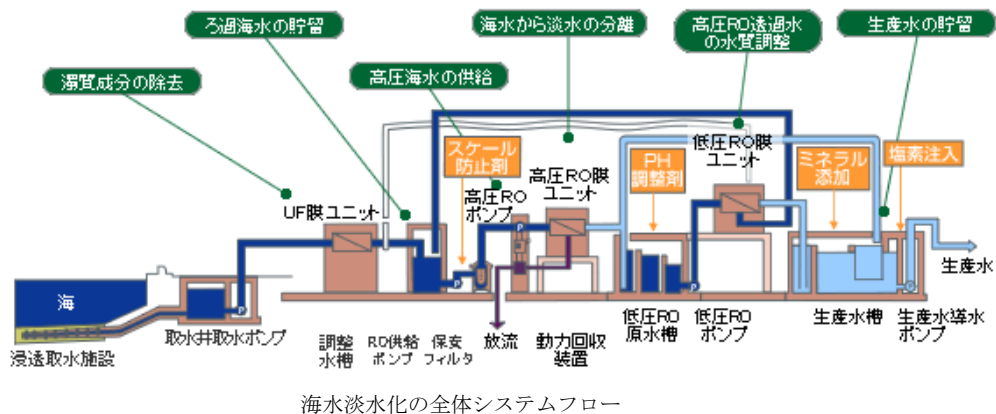 ろ過海水の貯留
海水から淡水の分離
高圧RO透過水
の水質調整
生産水の貯留
濁質成分の除去
高圧海水の供給
スケール
防止剤
高圧RO
ポンプ
高圧RO膜
ユニット
PH
調整剤
低圧RO膜
ユニット
ミネラル
添加
塩素注入
UF膜ユニット
P
P
P
P
P
P
生産水
海
浸透取水施設
取水井取水ポンプ
調整
水槽
RO供給
ポンプ
保安
フィルタ
放流
動力回収
装置
低圧RO
原水槽
低圧RO
ポンプ
生産水槽
生産水導水
ポンプ
海水淡水化の全体システムフロー